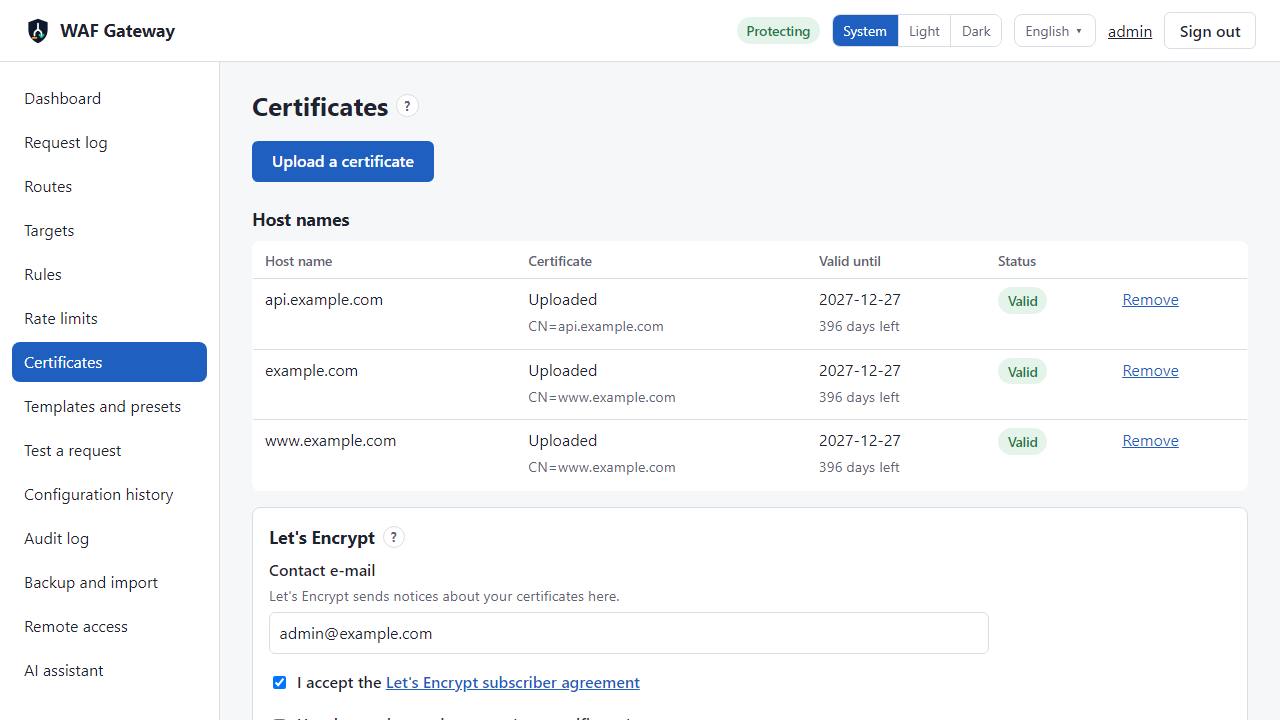 WAF Gateway
Protecting
System
Light
Dark
English
admin
Sign out
Dashboard
Request log
Routes
Targets
Rules
Rate limits
Certificates
Templates and presets
Test a request
Configuration history
Audit log
Backup and import
Remote access
AI assistant
Certificates ?
Upload a certificate
Host names
Host name Certificate Valid until Status
api.example.com Uploaded 2027-12-27 Valid Remove
CN=api.example.com 396 days left
example.com Uploaded 2027-12-27 Valid Remove
CN=www.example.com 396 days left
www.example.com Uploaded 2027-12-27 Valid Remove
CN=www.example.com 396 days left
Let's Encrypt ?
Contact e-mail
Let's Encrypt sends notices about your certificates here.
admin@example.com
I accept the Let's Encrypt subscriber agreement